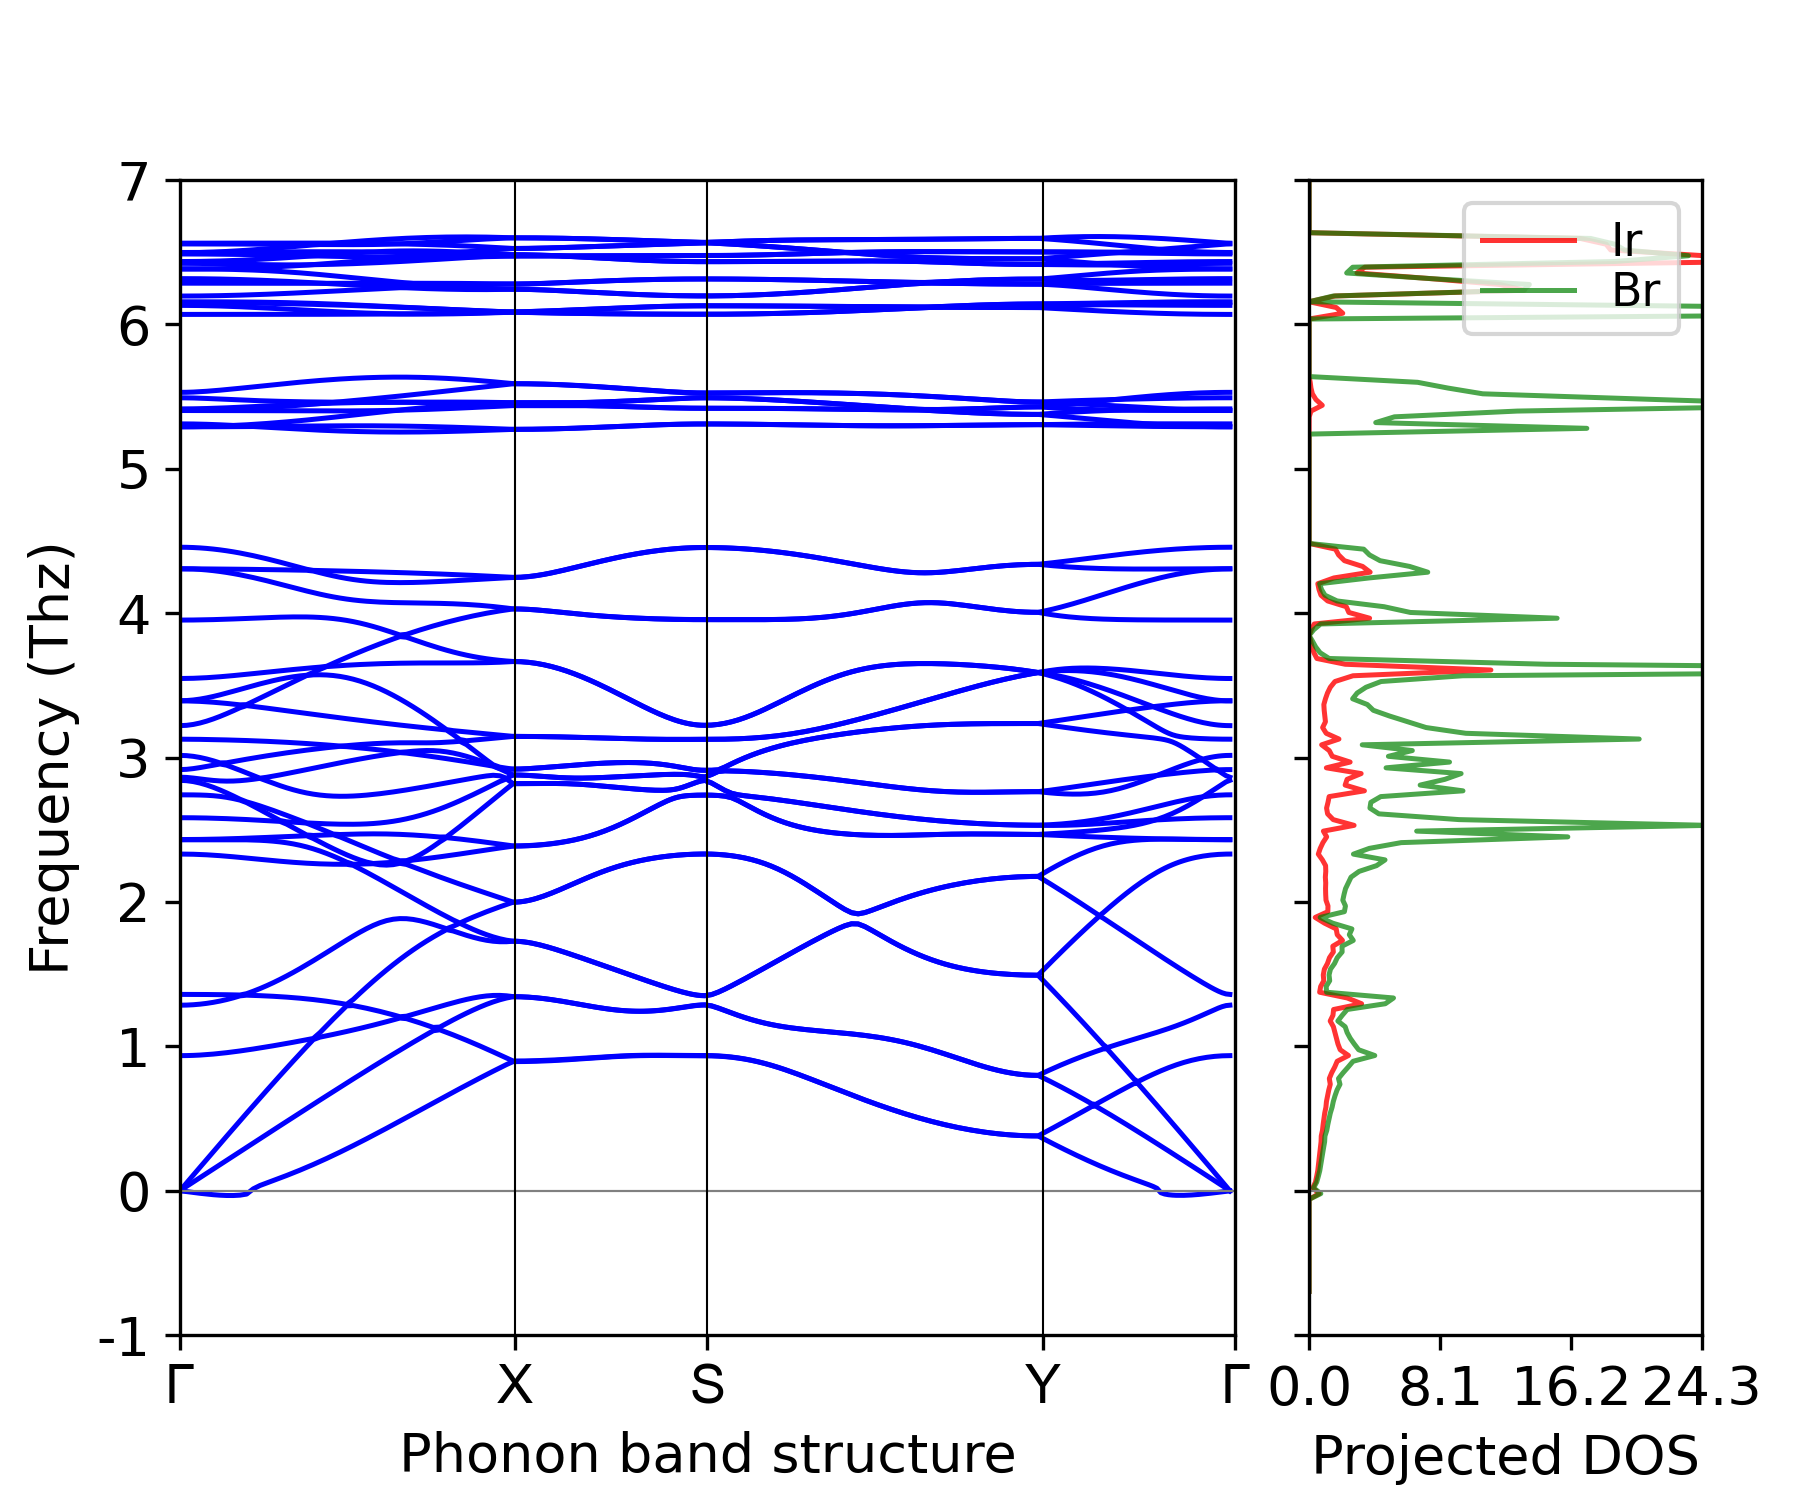 7
6
5
4
3
2
1
0
-1
Frequency (Thz)
Γ X S Y Γ
Phonon band structure
Ir
Br
0.0 8.1 16.2 24.3
Projected DOS